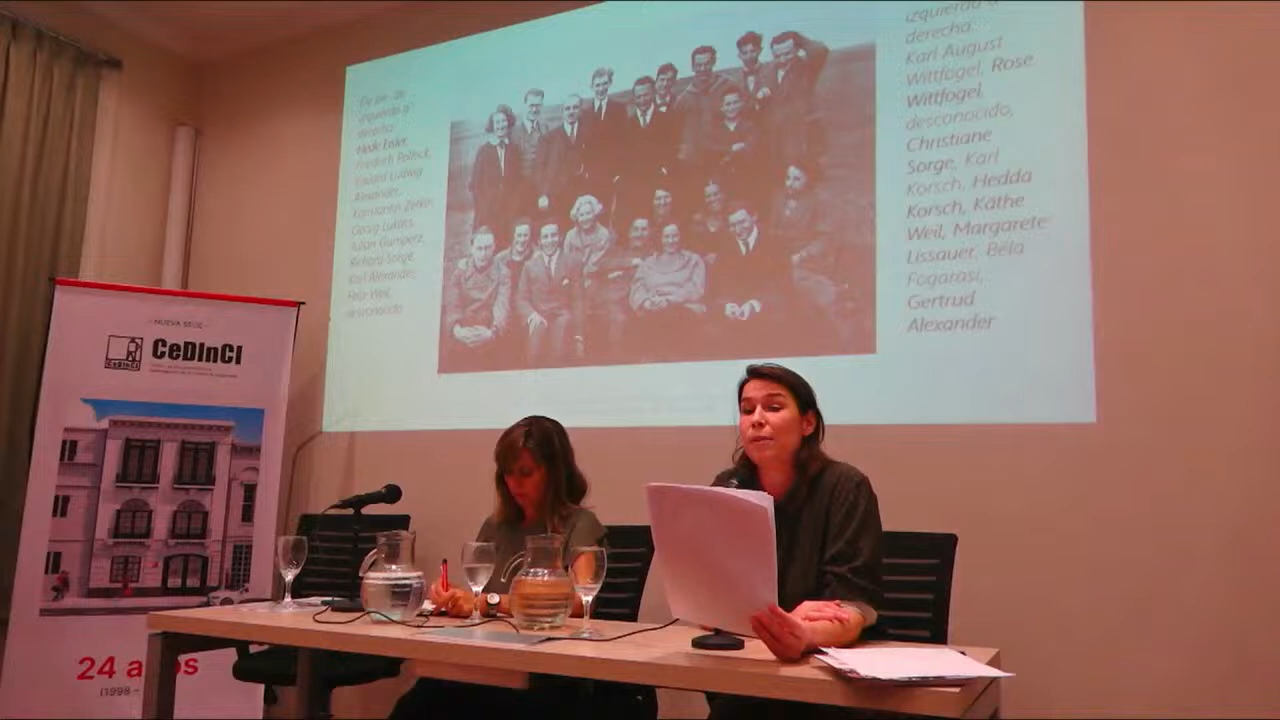 - NUEVA SEDE -
CeDInCI
CeDInCI
24 a os
(1998 -
De pie, de
izquierda a
derecha:
Hede Eisler,
Friedrich Pollock,
Eduard Ludwig
Alexander,
Konstantin Zetkin,
Georg Lukács,
Julian Gumperz,
Richard Sorge,
Karl Alexander,
Felix Weil,
desconocido
izquierda a
derecha:
Karl August
Wittfogel, Rose
Wittfogel,
desconocido,
Christiane
Sorge, Karl
Korsch, Hedda
Korsch, Käthe
Weil, Margarete
Lissauer, Béla
Fogarasi,
Gertrud
Alexander